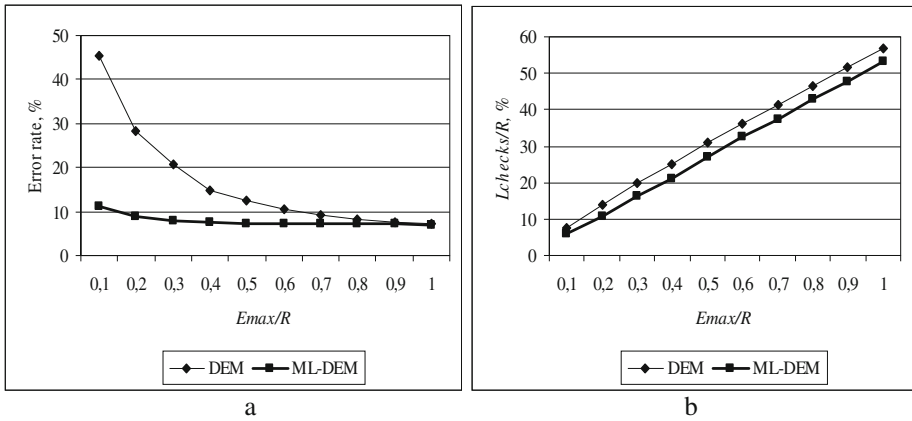 Error rate, %
50
40
30
20
10
0
0,1 0,2 0,3 0,4 0,5 0,6 0,7 0,8 0,9 1
Emax/R
DEM ML-DEM
a
Lchecks/R, %
60
50
40
30
20
10
0
0,1 0,2 0,3 0,4 0,5 0,6 0,7 0,8 0,9 1
Emax/R
DEM ML-DEM
b